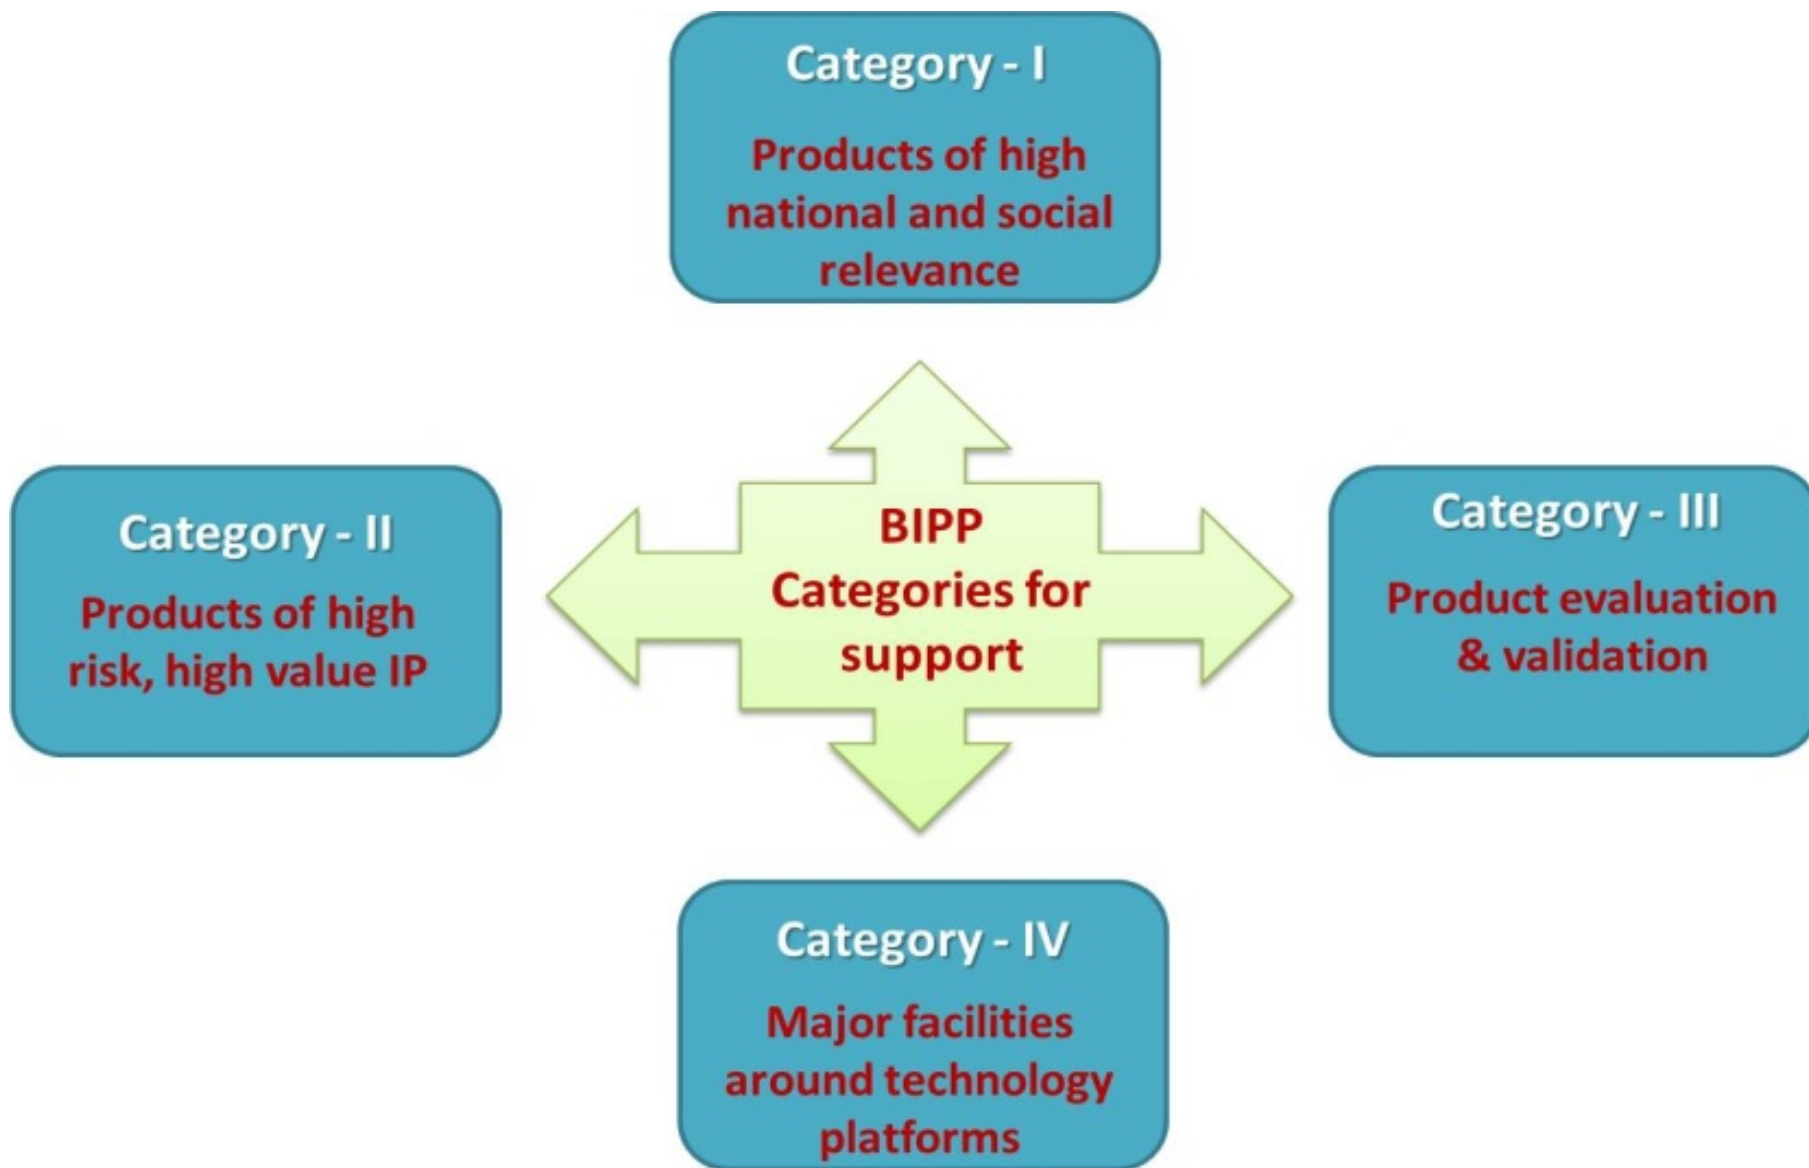 Category - I
Products of high
national and social
relevance
Category - II
Products of high
risk, high value IP
BIPP
Categories for
support
Category - III
Product evaluation
& validation
Category - IV
Major facilities
around technology
platforms